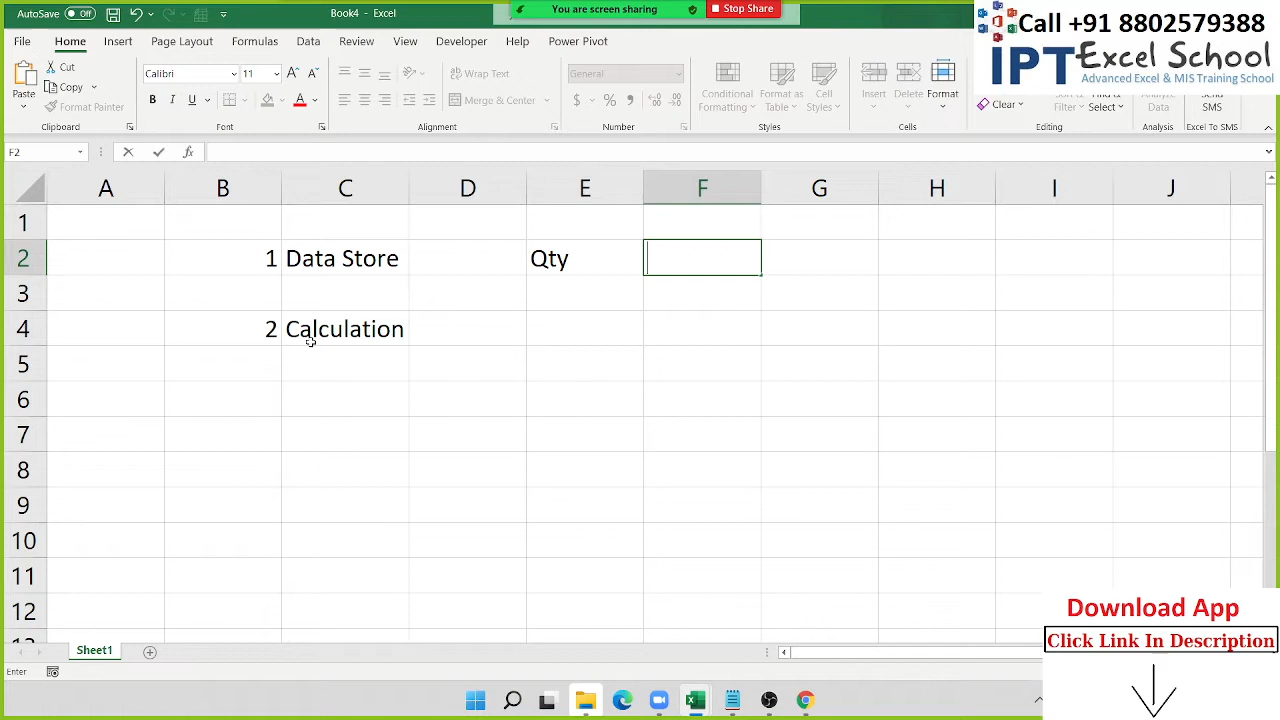 AutoSave Off
Book4 - Excel
You are screen sharing
Stop Share
Call +91 8802579388
IPT Excel School
Advanced Excel & MIS Training School
File Home Insert Page Layout Formulas Data Review View Developer Help Power Pivot
Paste
Cut
Copy
Format Painter
Clipboard
Calibri 11
B I U A
Font
Wrap Text
Merge & Center
Alignment
General
$ % ,
Number
Conditional Formatting
Format as Table
Cell Styles
Styles
Insert Delete Format
Cells
Clear
Filter Select
Editing
Analyze Data
Analysis
Send SMS
Excel To SMS
F2 fx
A B C D E F G H I J
1
2 1 Data Store Qty
3
4 2 Calculation
5
6
7
8
9
10
11
12
13
Sheet1
Enter
Download App
Click Link In Description